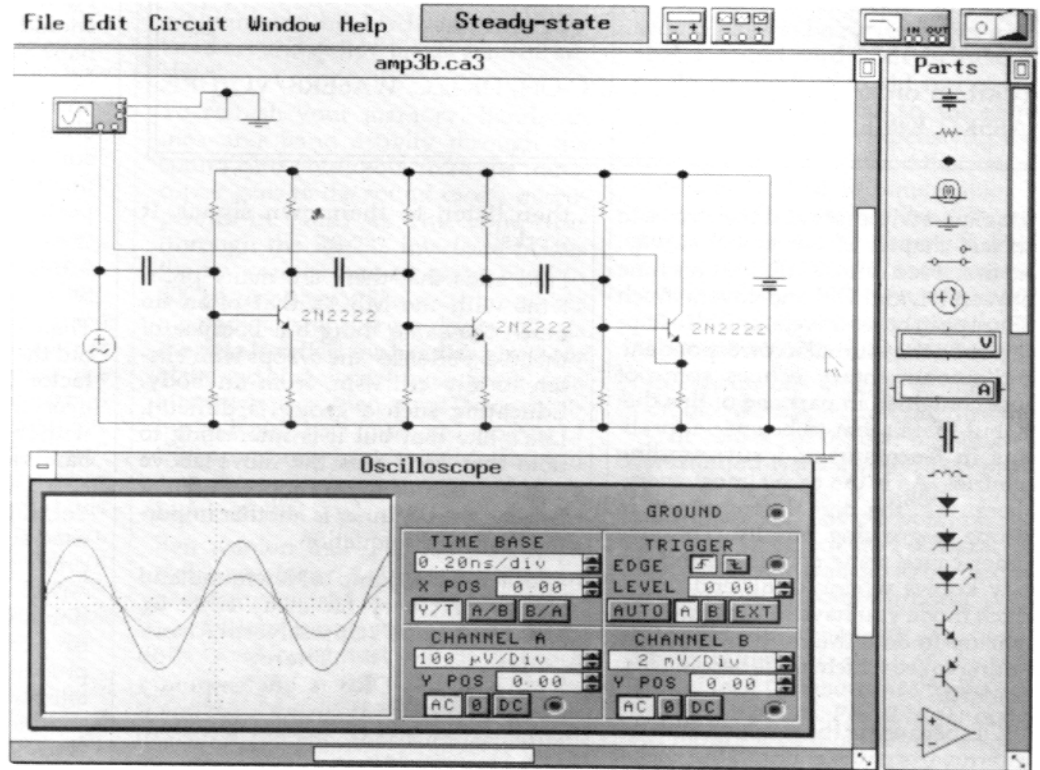 File Edit Circuit Window Help
Steady-state
IN OUT
amp3b.ca3
Parts
2N2222
2N2222
2N2222
V
A
Oscilloscope
GROUND
TIME BASE
0.20ns/div
X POS 0.00
Y/T A/B B/A
TRIGGER
EDGE
LEVEL 0.00
AUTO A B EXT
CHANNEL A
100 µV/Div
Y POS 0.00
AC 0 DC
CHANNEL B
2 mV/Div
Y POS 0.00
AC 0 DC